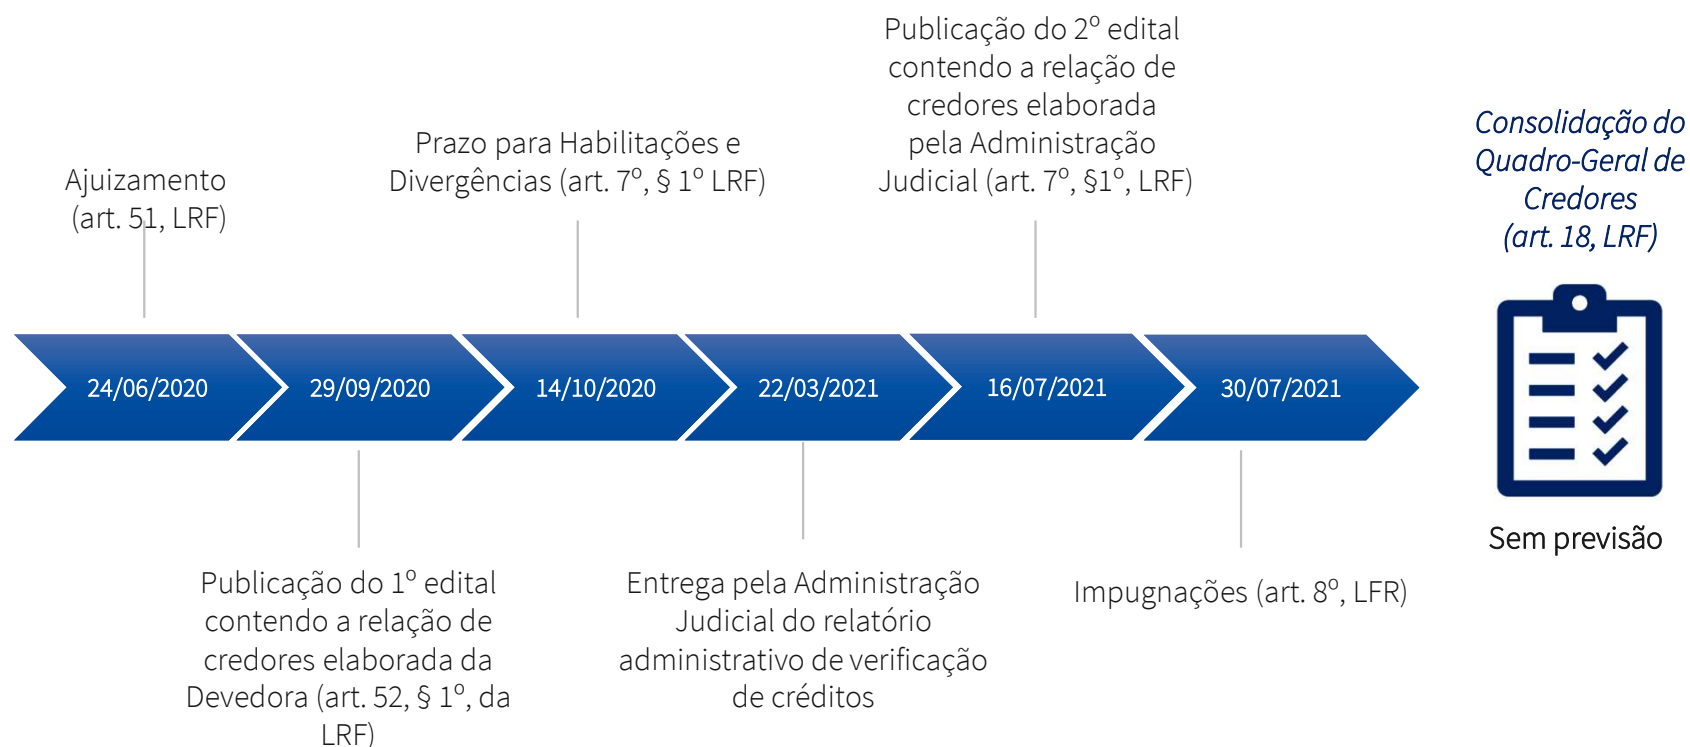 Ajuizamento
(art. 51, LRF)
Prazo para Habilitações e
Divergências (art. 7º, § 1º LRF)
Publicação do 2º edital
contendo a relação de
credores elaborada
pela Administração
Judicial (art. 7º, §1º, LRF)
Consolidação do
Quadro-Geral de
Credores
(art. 18, LRF)
24/06/2020
29/09/2020
14/10/2020
22/03/2021
16/07/2021
30/07/2021
Publicação do 1º edital
contendo a relação de
credores elaborada da
Devedora (art. 52, § 1º, da
LRF)
Entrega pela Administração
Judicial do relatório
administrativo de verificação
de créditos
Impugnações (art. 8º, LFR)
Sem previsão